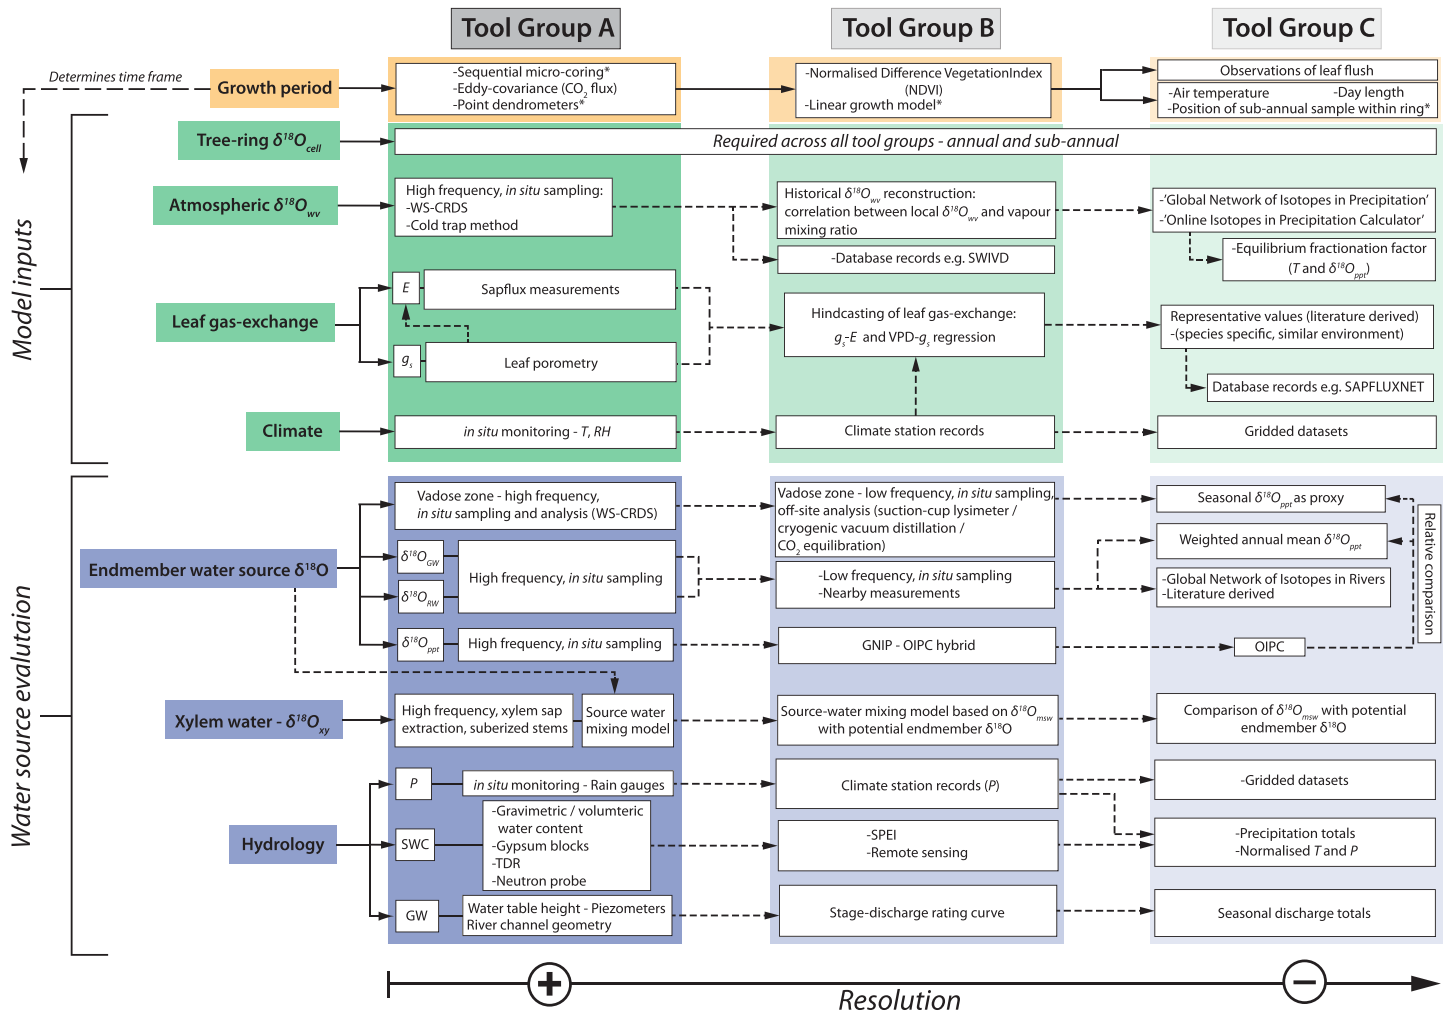 Tool Group A
Tool Group B
Tool Group C
Determines time frame
Growth period
-Sequential micro-coring*
-Eddy-covariance (CO2 flux)
-Point dendrometers*
-Normalised Difference VegetationIndex
(NDVI)
-Linear growth model*
Observations of leaf flush
-Air temperature
-Day length
-Position of sub-annual sample within ring*
Model inputs
Tree-ring δ18Ocell
Required across all tool groups - annual and sub-annual
Atmospheric δ18Owv
High frequency, in situ sampling:
-WS-CRDS
-Cold trap method
Historical δ18Owv reconstruction:
correlation between local δ18Owv and vapour
mixing ratio
-Database records e.g. SWIVD
-'Global Network of Isotopes in Precipitation'
-'Online Isotopes in Precipitation Calculator'
-Equilibrium fractionation factor
(T and δ18Oppt)
Leaf gas-exchange
E
Sapflux measurements
gs
Leaf porometry
Hindcasting of leaf gas-exchange:
gs-E and VPD-gs regression
Representative values (literature derived)
-(species specific, similar environment)
Database records e.g. SAPFLUXNET
Climate
in situ monitoring - T, RH
Climate station records
Gridded datasets
Water source evalutaion
Endmember water source δ18O
Vadose zone - high frequency,
in situ sampling and analysis (WS-CRDS)
δ18OGW
δ18ORW
High frequency, in situ sampling
δ18Oppt
High frequency, in situ sampling
Vadose zone - low frequency, in situ sampling,
off-site analysis (suction-cup lysimeter /
cryogenic vacuum distillation /
CO2 equilibration)
-Low frequency, in situ sampling
-Nearby measurements
GNIP - OIPC hybrid
Seasonal δ18Oppt as proxy
Weighted annual mean δ18Oppt
-Global Network of Isotopes in Rivers
-Literature derived
OIPC
Relative comparison
Xylem water - δ18Oxy
High frequency, xylem sap
extraction, suberized stems
Source water
mixing model
Source-water mixing model based on δ18Omsw
with potential endmember δ18O
Comparison of δ18Omsw with potential
endmember δ18O
Hydrology
P
in situ monitoring - Rain gauges
Climate station records (P)
-Gridded datasets
SWC
-Gravimetric / volumteric
water content
-Gypsum blocks
-TDR
-Neutron probe
-SPEI
-Remote sensing
-Precipitation totals
-Normalised T and P
GW
Water table height - Piezometers
River channel geometry
Stage-discharge rating curve
Seasonal discharge totals
+
−
Resolution